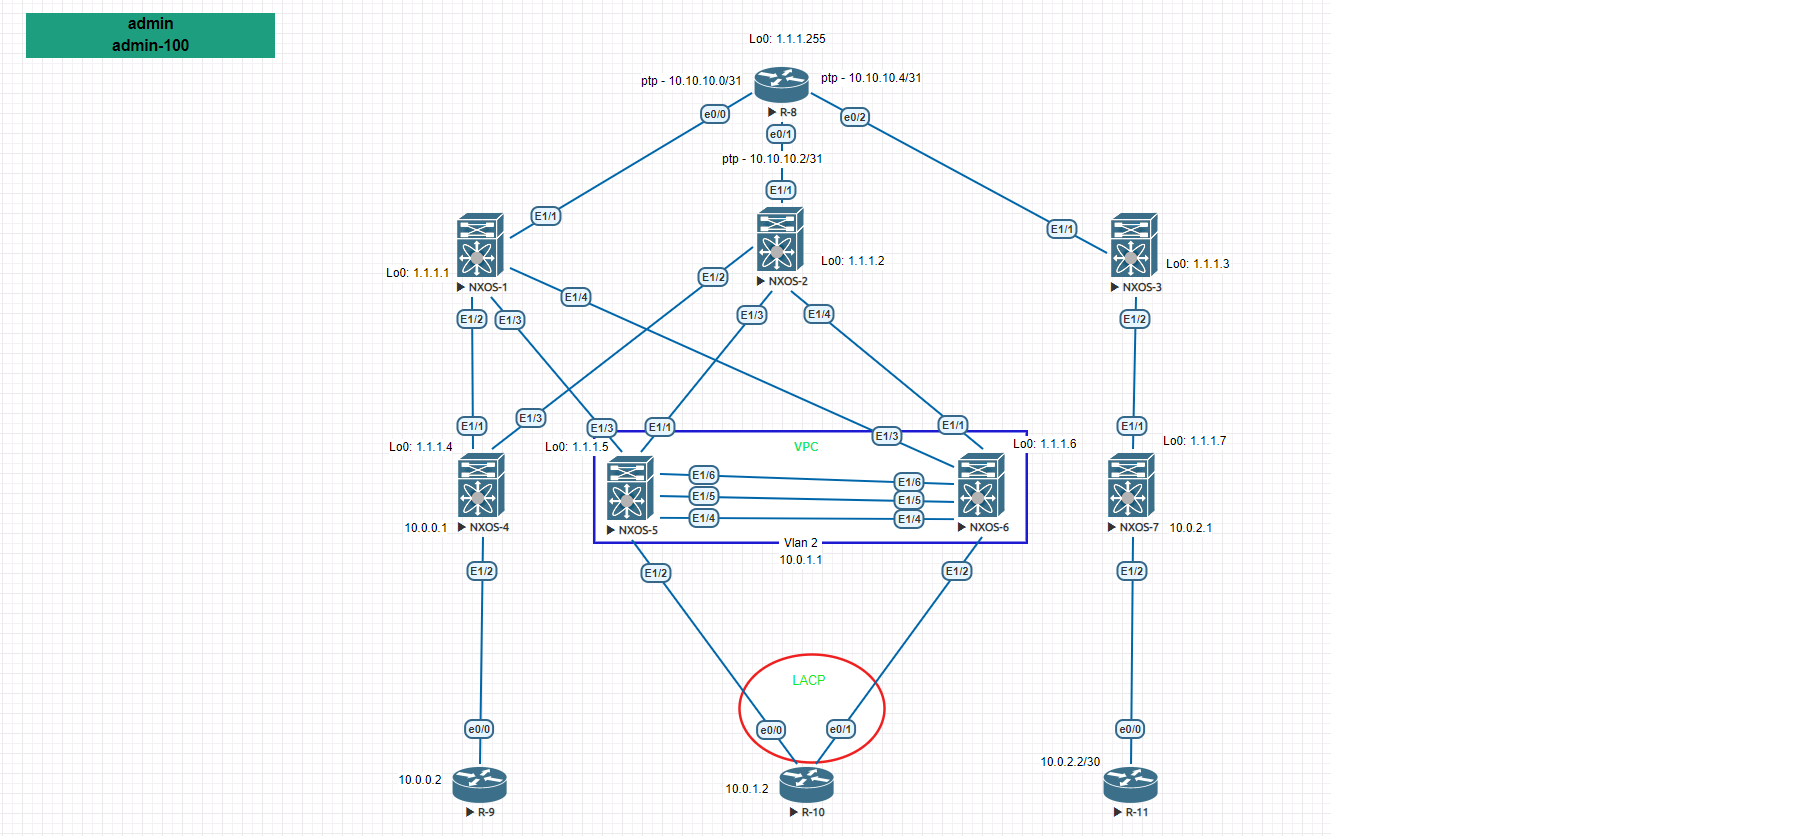 admin
admin-100
Lo0: 1.1.1.255
ptp - 10.10.10.0/31
ptp - 10.10.10.4/31
R-8
e0/0
e0/2
e0/1
ptp - 10.10.10.2/31
E1/1
E1/1
E1/1
Lo0: 1.1.1.1
NXOS-1
Lo0: 1.1.1.2
NXOS-2
Lo0: 1.1.1.3
NXOS-3
E1/2
E1/3
E1/4
E1/2
E1/3
E1/4
E1/2
E1/1
E1/3
E1/3
E1/1
E1/3
E1/1
E1/1
Lo0: 1.1.1.4
Lo0: 1.1.1.5
VPC
Lo0: 1.1.1.6
Lo0: 1.1.1.7
E1/6
E1/6
E1/5
E1/5
E1/4
E1/4
10.0.0.1
NXOS-4
NXOS-5
NXOS-6
NXOS-7
10.0.2.1
Vlan 2
10.0.1.1
E1/2
E1/2
E1/2
E1/2
LACP
e0/0
e0/0
e0/1
e0/0
10.0.0.2
10.0.1.2
10.0.2.2/30
R-9
R-10
R-11